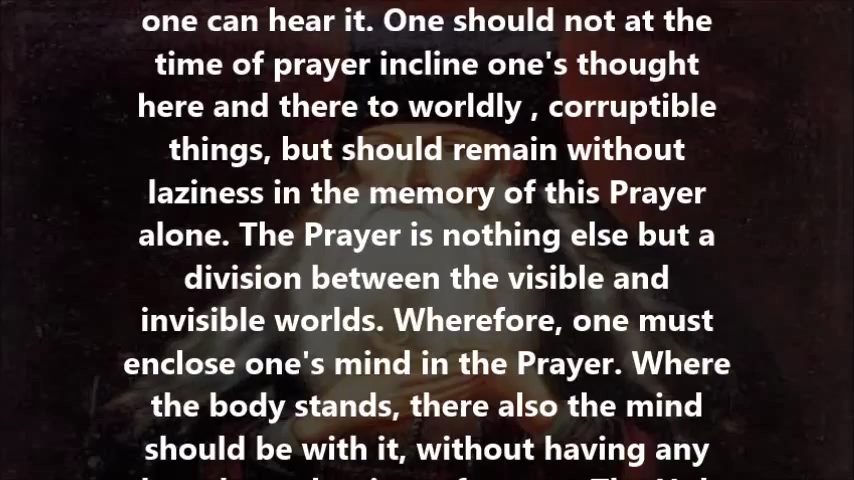 one can hear it. One should not at the
time of prayer incline one's thought
here and there to worldly , corruptible
things, but should remain without
laziness in the memory of this Prayer
alone. The Prayer is nothing else but a
division between the visible and
invisible worlds. Wherefore, one must
enclose one's mind in the Prayer. Where
the body stands, there also the mind
should be with it, without having any